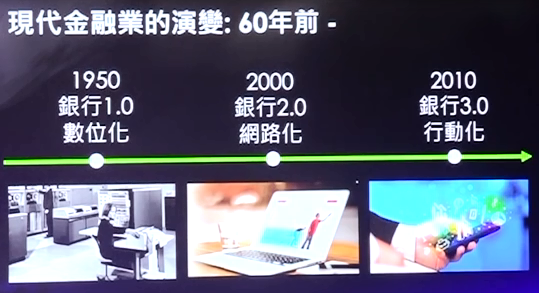 現代金融業的演變: 60年前 -
1950
銀行1.0
數位化
2000
銀行2.0
網路化
2010
銀行3.0
行動化